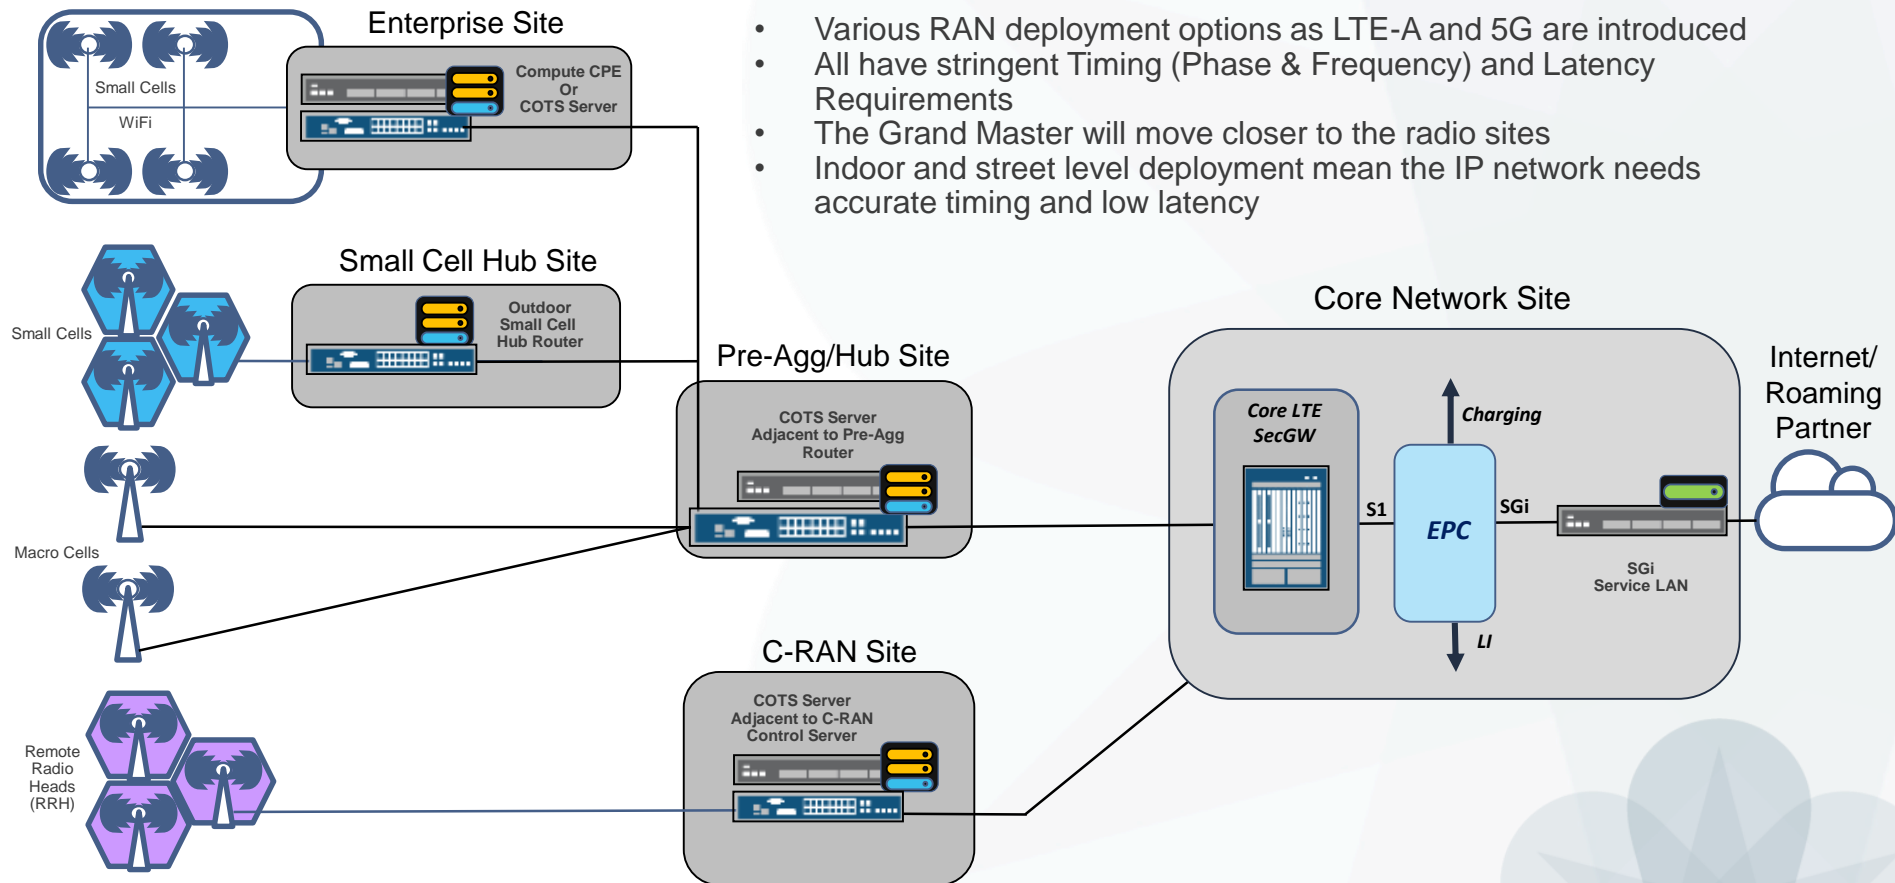 Enterprise Site
Small Cells
WiFi
Compute CPE
Or
COTS Server
• Various RAN deployment options as LTE-A and 5G are introduced
• All have stringent Timing (Phase & Frequency) and Latency
Requirements
• The Grand Master will move closer to the radio sites
• Indoor and street level deployment mean the IP network needs
accurate timing and low latency
Small Cell Hub Site
Small Cells
Outdoor
Small Cell
Hub Router
Pre-Agg/Hub Site
COTS Server
Adjacent to Pre-Agg
Router
Macro Cells
C-RAN Site
COTS Server
Adjacent to C-RAN
Control Server
Remote
Radio
Heads
(RRH)
Core Network Site
Core LTE
SecGW
Charging
S1
EPC
SGi
LI
SGi
Service LAN
Internet/
Roaming
Partner